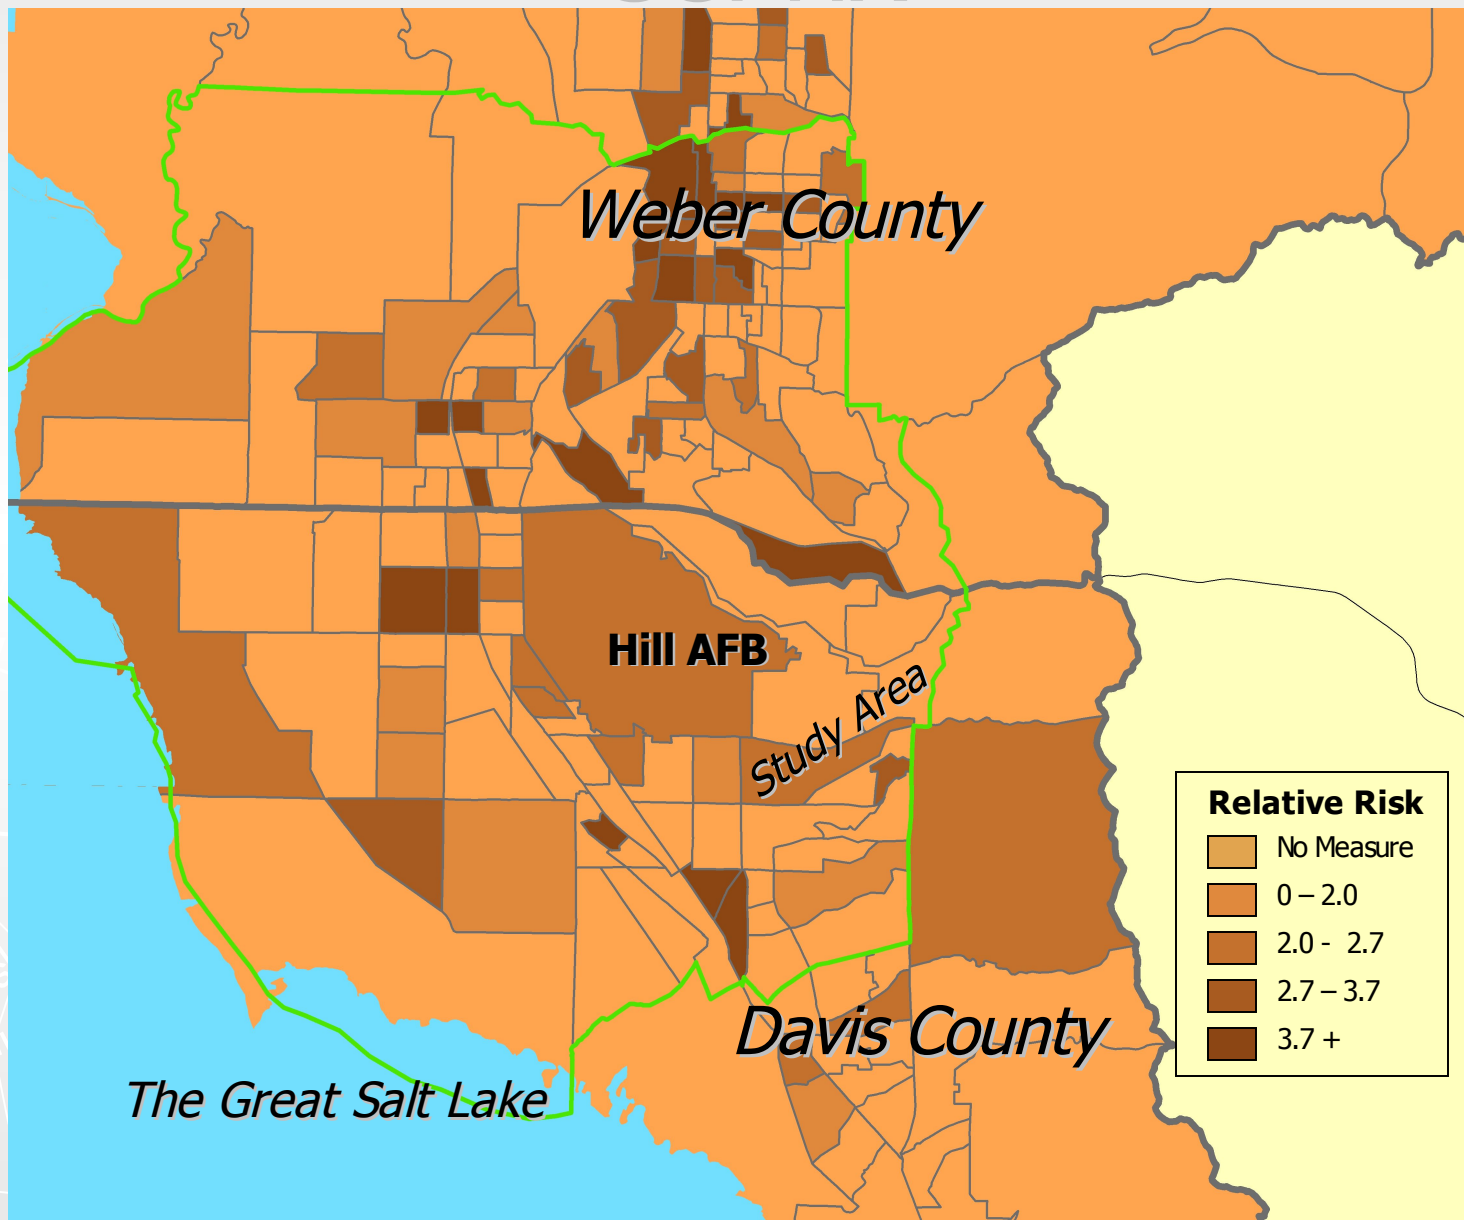 Weber County
Hill AFB
Study Area
Relative Risk
No Measure
0 – 2.0
2.0 - 2.7
2.7 – 3.7
3.7 +
Davis County
The Great Salt Lake